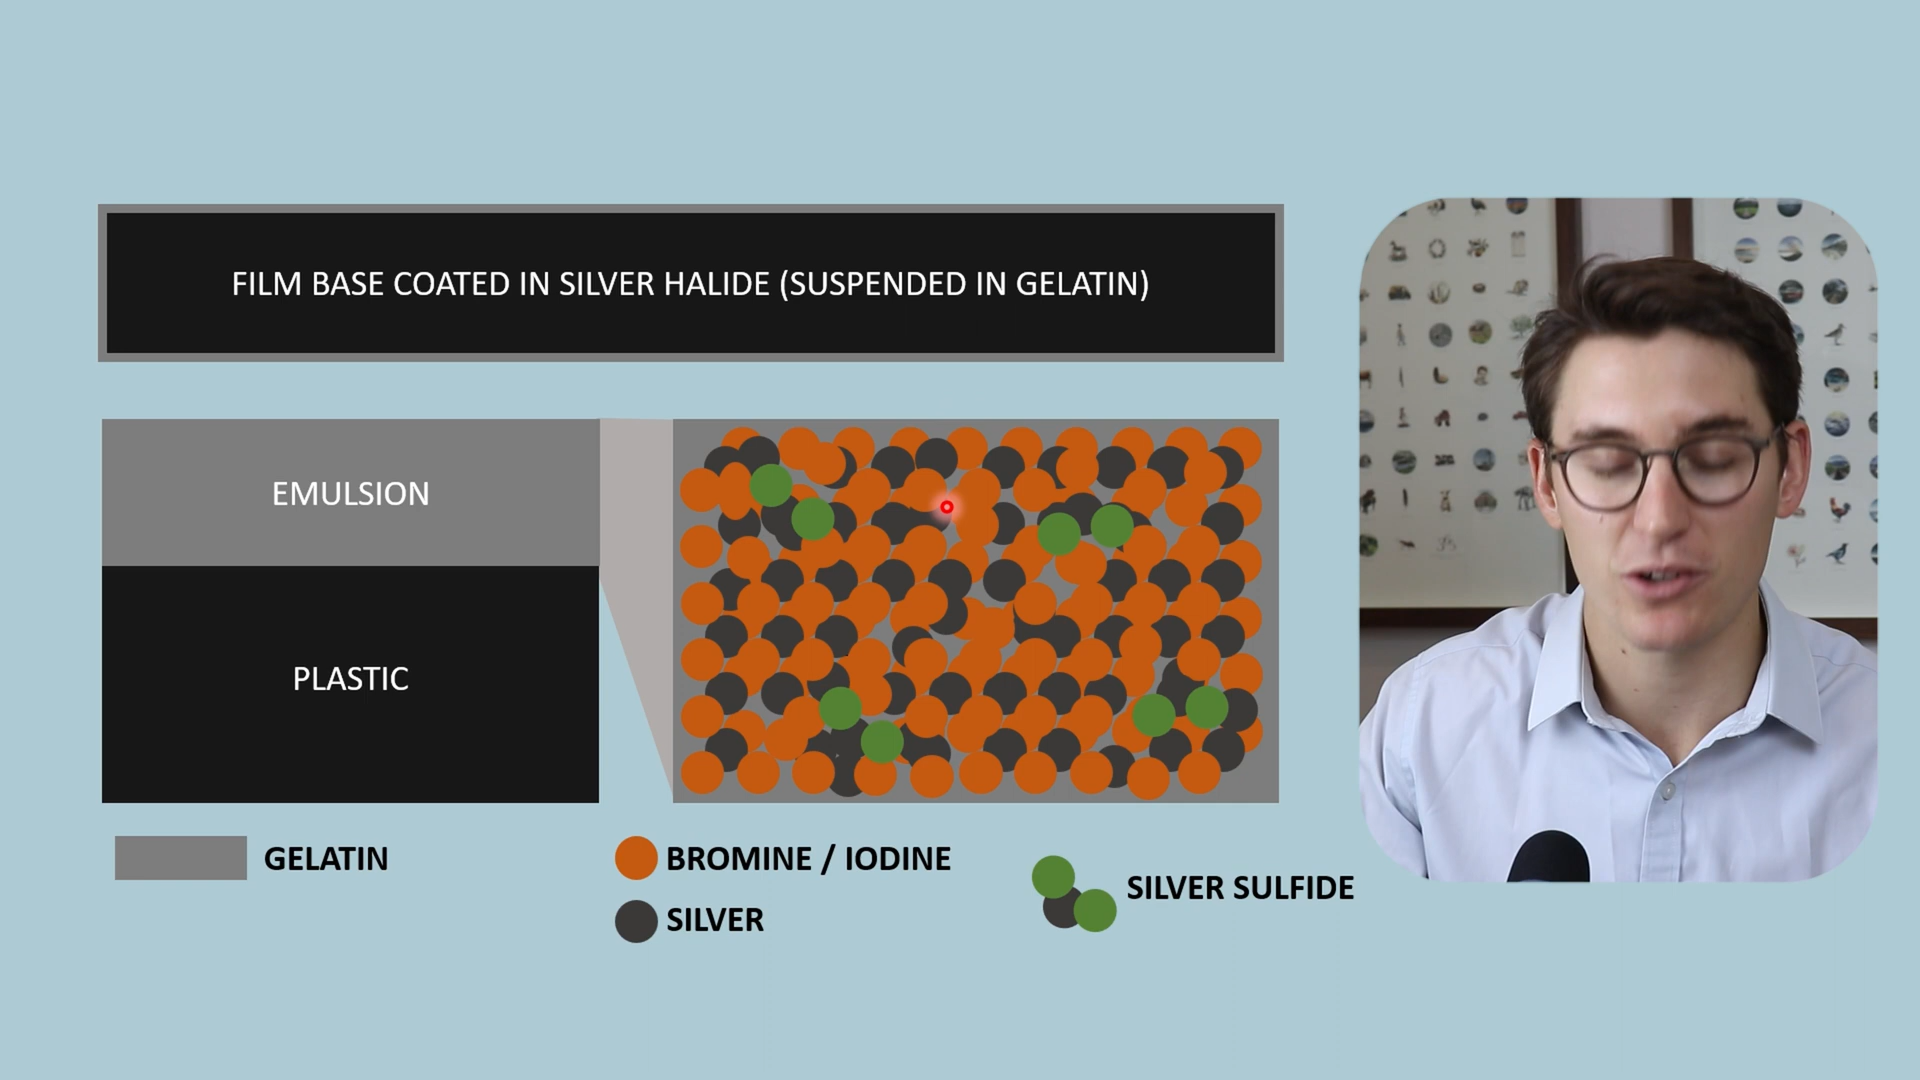 FILM BASE COATED IN SILVER HALIDE (SUSPENDED IN GELATIN)
EMULSION
PLASTIC
GELATIN
BROMINE / IODINE
SILVER
SILVER SULFIDE